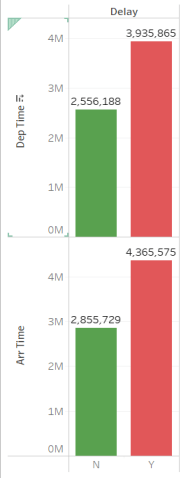 Delay
3,935,865
4M
3M
2,556,188
Dep Time
2M
1M
0M
4,365,575
4M
2,855,729
3M
Arr Time
2M
1M
0M
N Y